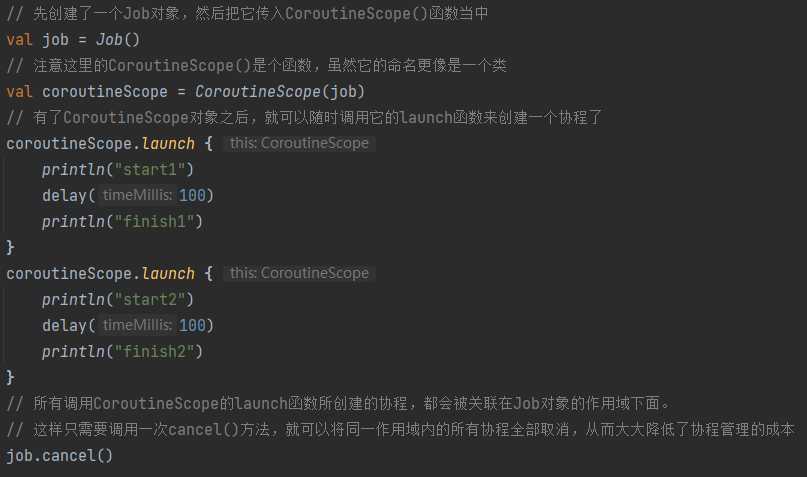 // 先创建了一个Job对象，然后把它传入CoroutineScope()函数当中
val job = Job()
// 注意这里的CoroutineScope()是个函数，虽然它的命名更像是一个类
val coroutineScope = CoroutineScope(job)
// 有了CoroutineScope对象之后，就可以随时调用它的launch函数来创建一个协程了
coroutineScope.launch { this: CoroutineScope
    println("start1")
    delay( timeMillis: 100)
    println("finish1")
}
coroutineScope.launch { this: CoroutineScope
    println("start2")
    delay( timeMillis: 100)
    println("finish2")
}
// 所有调用CoroutineScope的launch函数所创建的协程，都会被关联在Job对象的作用域下面。
// 这样只需要调用一次cancel()方法，就可以将同一作用域内的所有协程全部取消，从而大大降低了协程管理的成本
job.cancel()